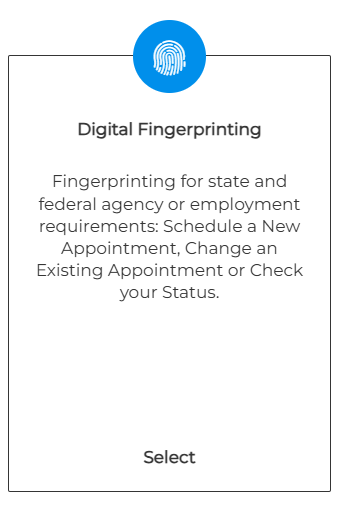 Digital Fingerprinting
Fingerprinting for state and
federal agency or employment
requirements: Schedule a New
Appointment, Change an
Existing Appointment or Check
your Status.
Select